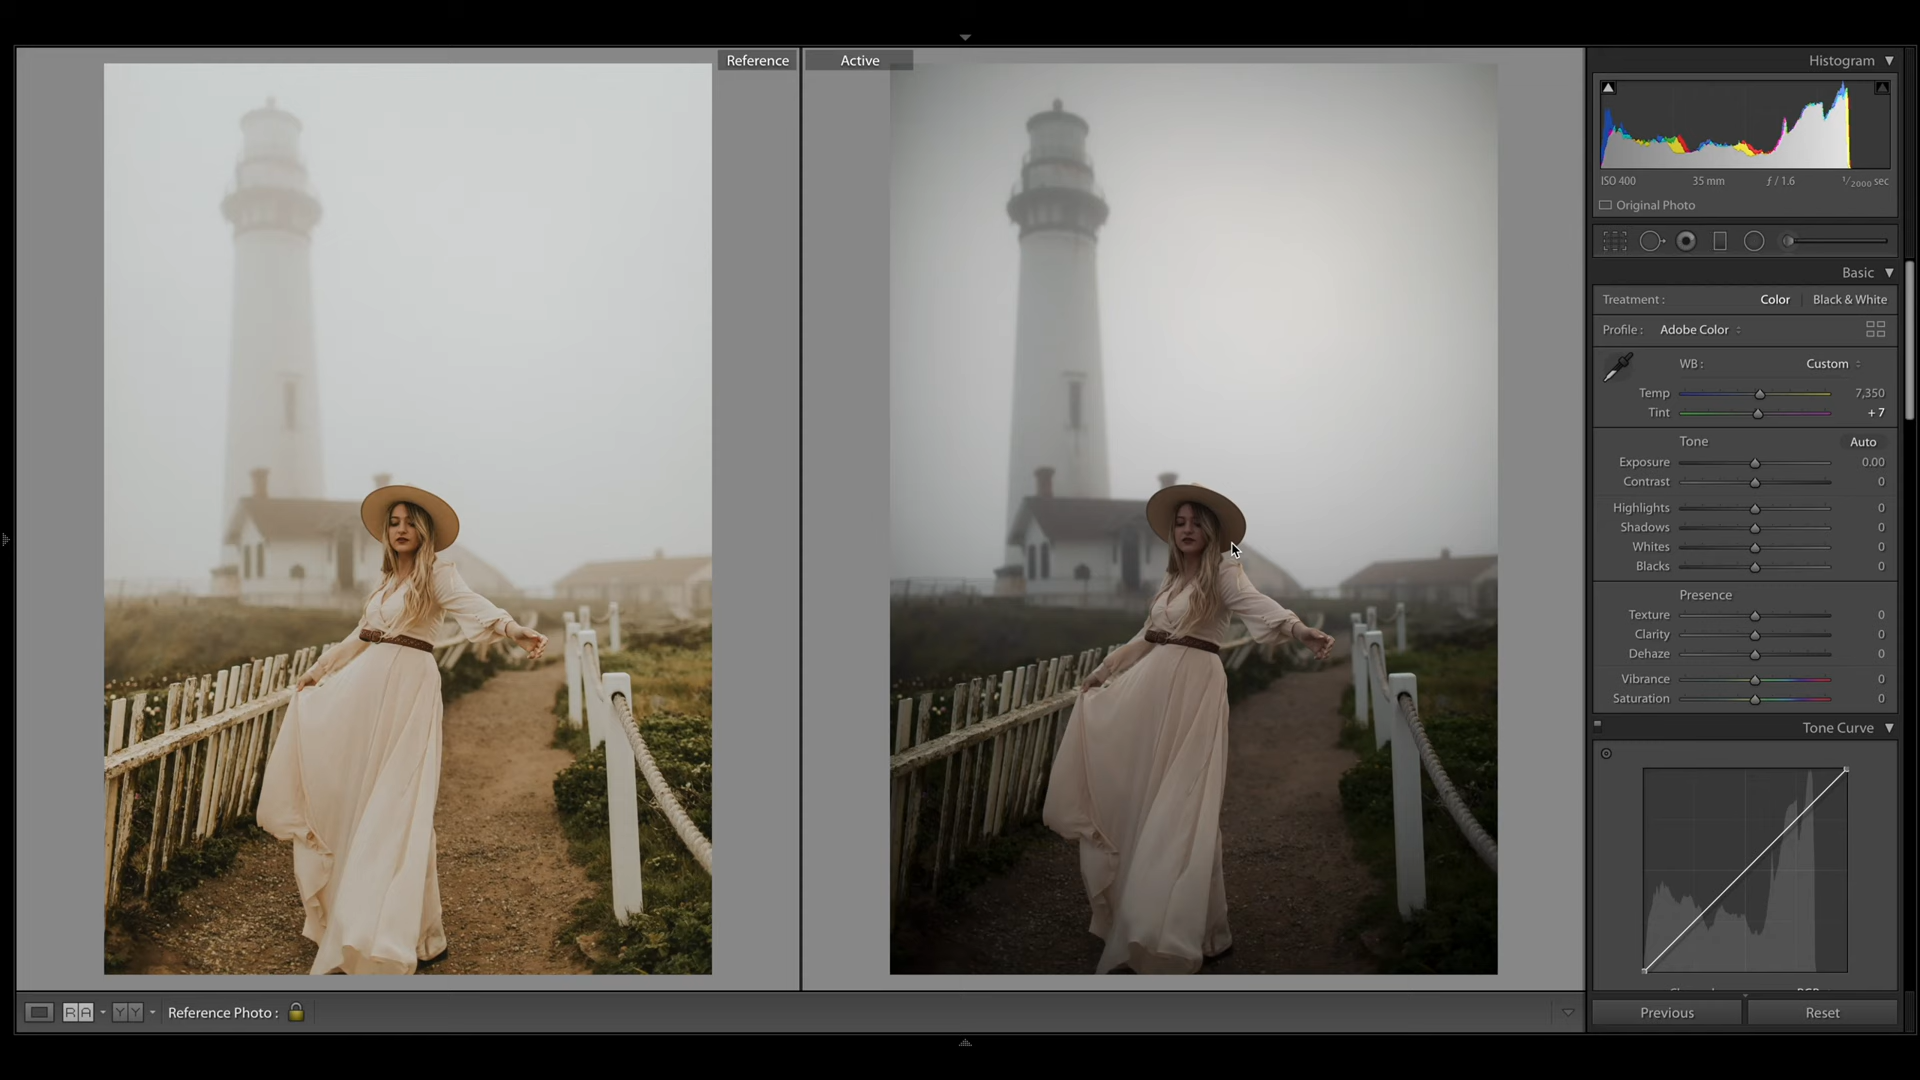 Reference
Active
Histogram
ISO 400 35 mm ƒ / 1.6 1/2000 sec
Original Photo
Basic
Treatment : Color Black & White
Profile : Adobe Color
WB : Custom
Temp 7,350
Tint + 7
Tone Auto
Exposure 0.00
Contrast 0
Highlights 0
Shadows 0
Whites 0
Blacks 0
Presence
Texture 0
Clarity 0
Dehaze 0
Vibrance 0
Saturation 0
Tone Curve
R A Y Y Reference Photo :
Previous Reset